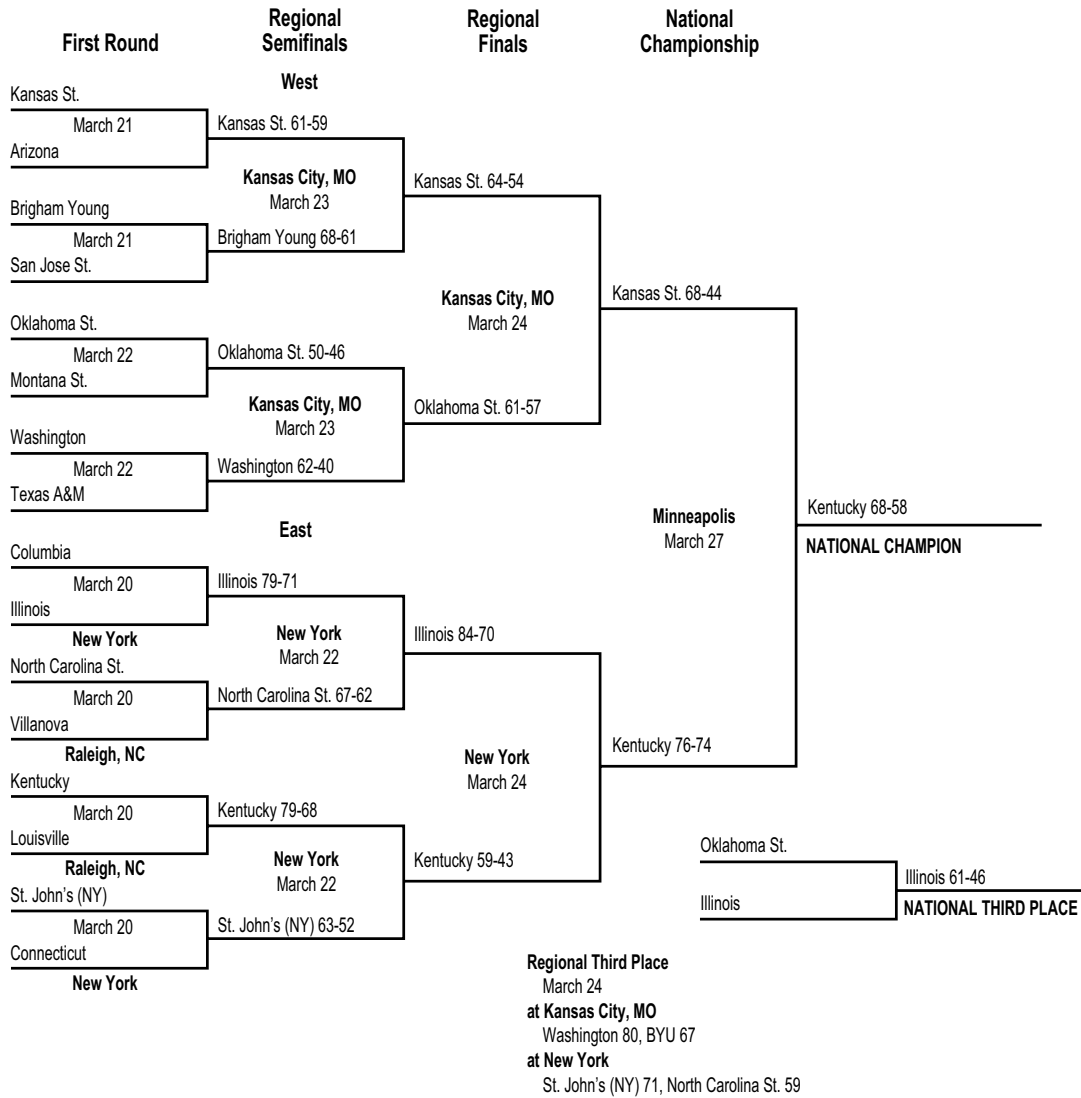 First Round
Regional
Semifinals
Regional
Finals
National
Championship
West
Kansas St.
March 21
Arizona
Kansas St. 61-59
Kansas City, MO
March 23
Brigham Young
March 21
San Jose St.
Brigham Young 68-61
Kansas St. 64-54
Kansas City, MO
March 24
Oklahoma St.
March 22
Montana St.
Oklahoma St. 50-46
Kansas City, MO
March 23
Washington
March 22
Texas A&M
Washington 62-40
Oklahoma St. 61-57
Kansas St. 68-44
Minneapolis
March 27
Kentucky 68-58
NATIONAL CHAMPION
East
Columbia
March 20
Illinois
New York
Illinois 79-71
New York
March 22
North Carolina St.
March 20
Villanova
Raleigh, NC
North Carolina St. 67-62
Illinois 84-70
New York
March 24
Kentucky
March 20
Louisville
Raleigh, NC
Kentucky 79-68
New York
March 22
St. John's (NY)
March 20
Connecticut
New York
St. John's (NY) 63-52
Kentucky 59-43
Kentucky 76-74
Oklahoma St.
Illinois
Illinois 61-46
NATIONAL THIRD PLACE
Regional Third Place
March 24
at Kansas City, MO
Washington 80, BYU 67
at New York
St. John's (NY) 71, North Carolina St. 59